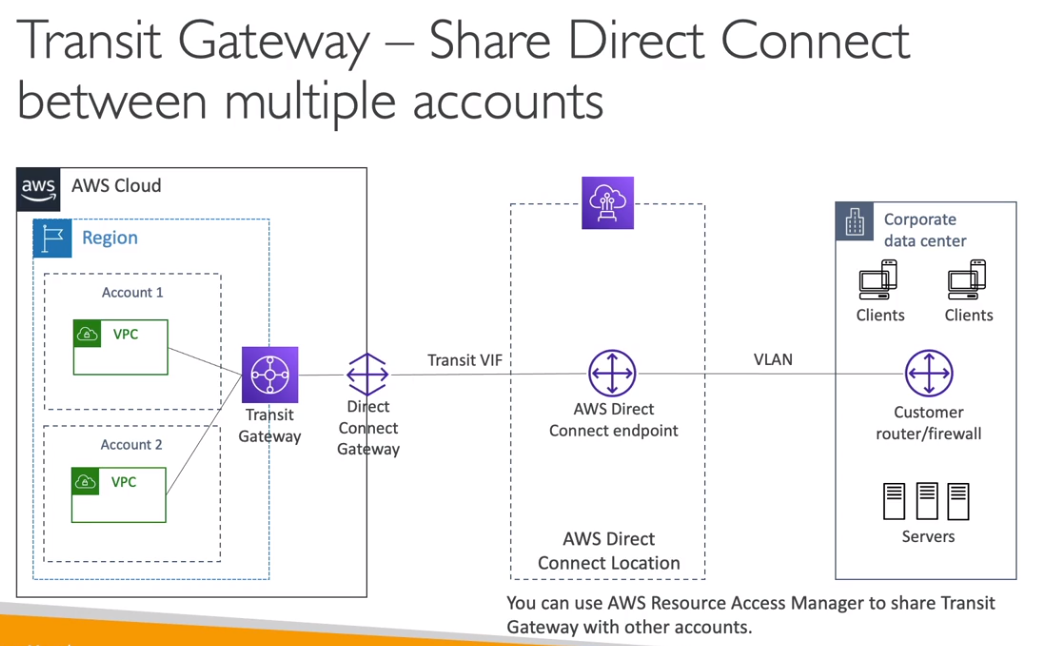 Transit Gateway – Share Direct Connect
between multiple accounts
aws
AWS Cloud
Region
Account 1
VPC
Account 2
VPC
Transit
Gateway
Direct
Connect
Gateway
Transit VIF
AWS Direct
Connect endpoint
AWS Direct
Connect Location
VLAN
Corporate
data center
Clients
Clients
Customer
router/firewall
Servers
You can use AWS Resource Access Manager to share Transit
Gateway with other accounts.